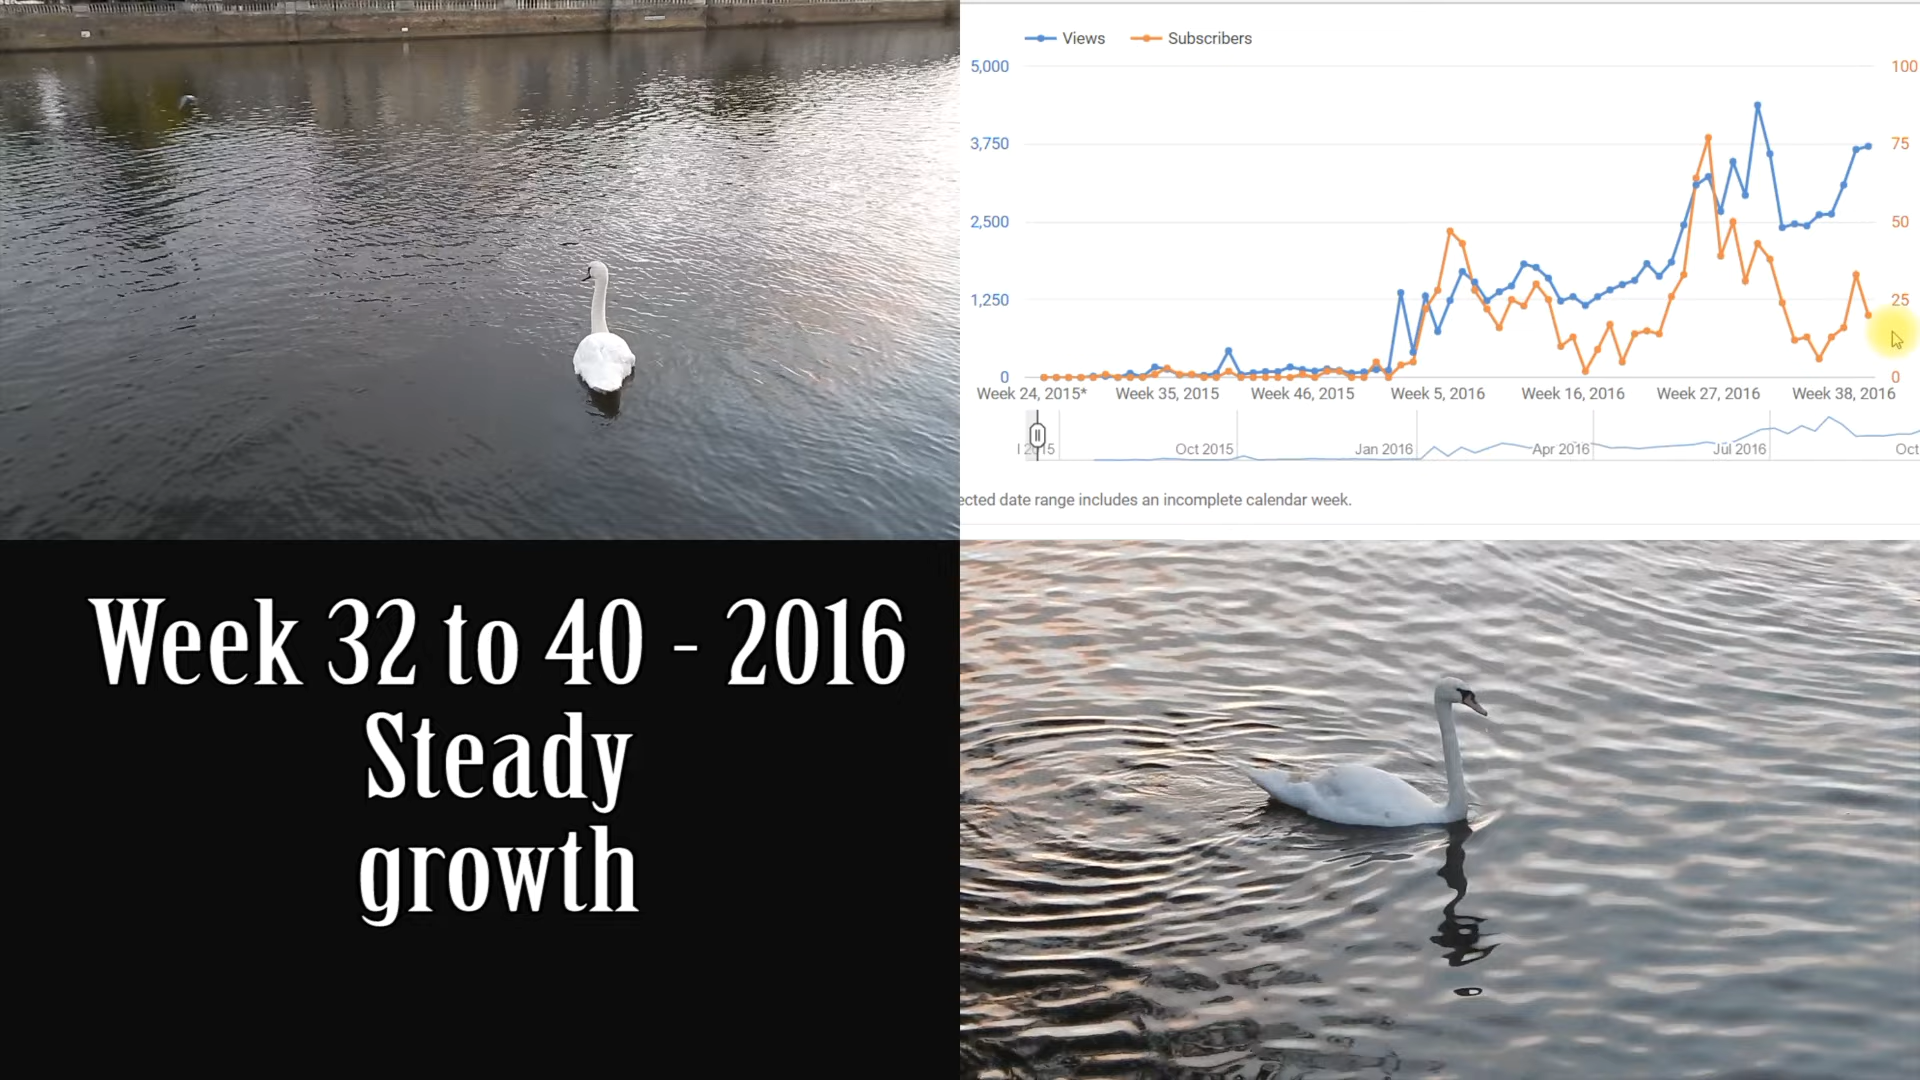 Views Subscribers
5,000 100
3,750 75
2,500 50
1,250 25
0 0
Week 24, 2015* Week 35, 2015 Week 46, 2015 Week 5, 2016 Week 16, 2016 Week 27, 2016 Week 38, 2016
2015 Oct 2015 Jan 2016 Apr 2016 Jul 2016 Oct
ected date range includes an incomplete calendar week.
Week 32 to 40 - 2016
Steady
growth